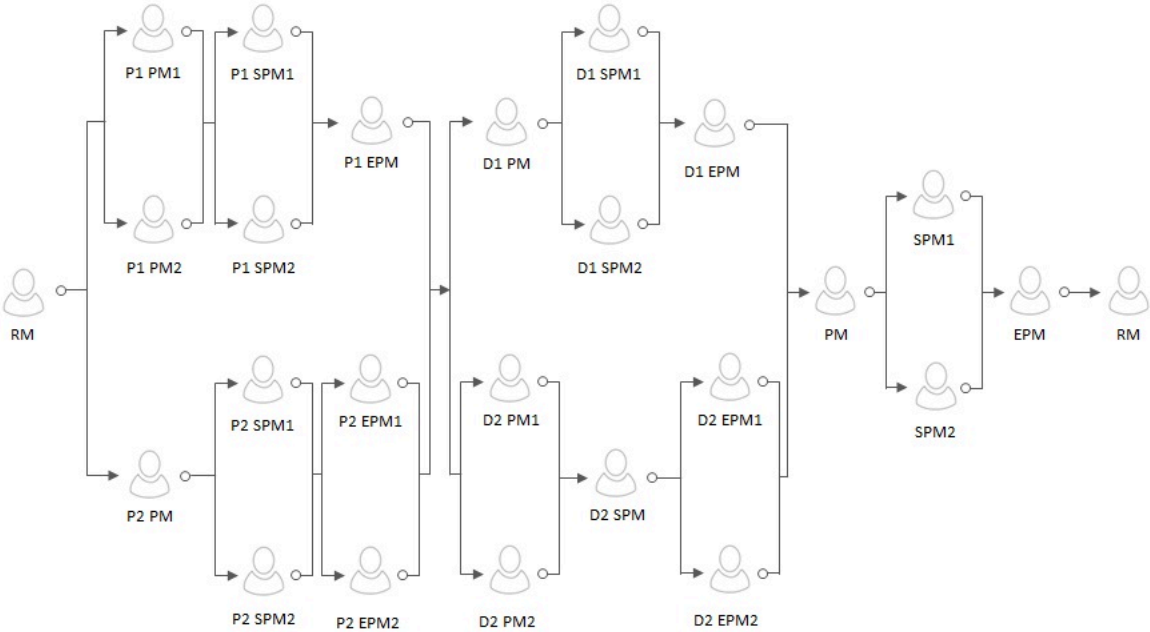 P1 PM1
P1 SPM1
D1 SPM1
P1 EPM
D1 PM
D1 EPM
SPM1
P1 PM2
P1 SPM2
D1 SPM2
RM
PM
EPM
RM
P2 SPM1
P2 EPM1
D2 PM1
D2 EPM1
SPM2
P2 PM
D2 SPM
P2 SPM2
P2 EPM2
D2 PM2
D2 EPM2